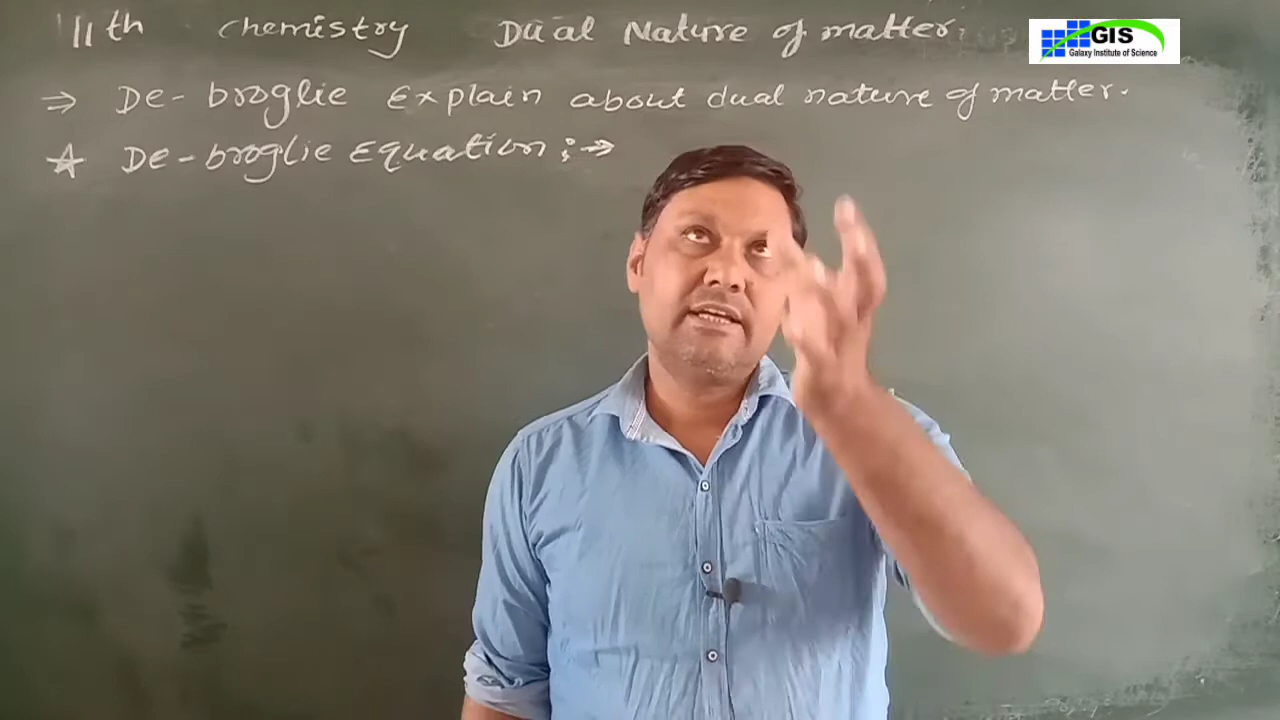 11th chemistry Dual Nature of matter.
GIS
Galaxy Institute of Science
⇒ De-broglie Explain about dual nature of matter.
☆ De-broglie Equation :→